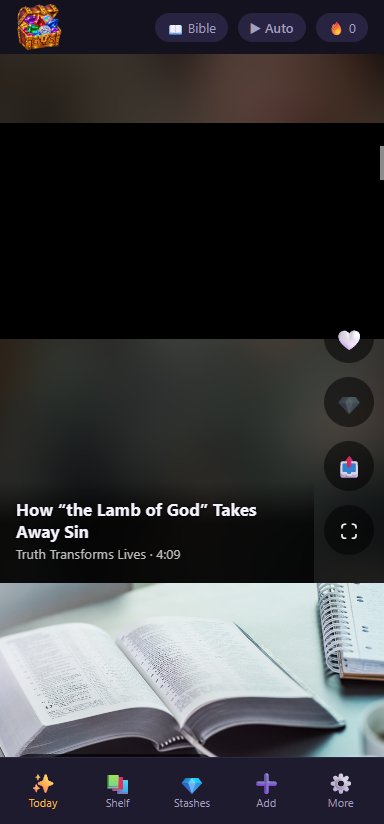 Bible
Auto
0
How “the Lamb of God” Takes
Away Sin
Truth Transforms Lives · 4:09
Today
Shelf
Stashes
Add
More